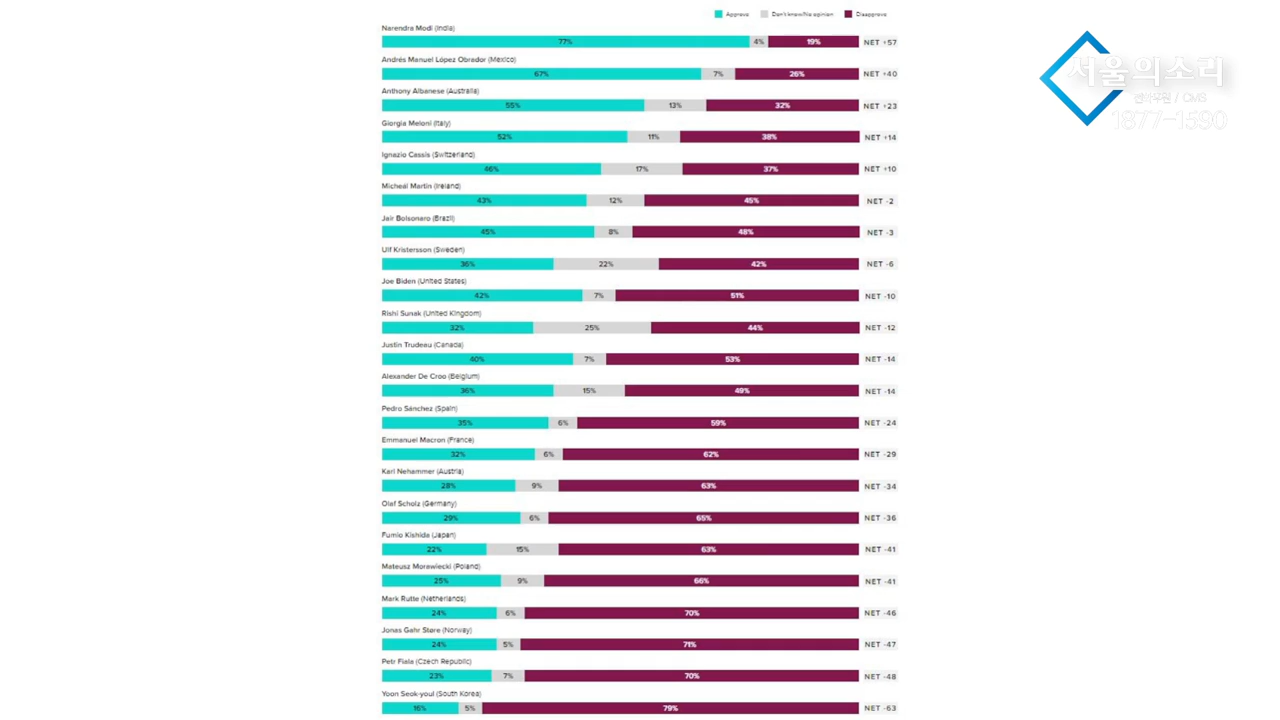 Approve Don't know/No opinion Disapprove
Narendra Modi (India)
77% 4% 19% NET +57
Andrés Manuel López Obrador (Mexico)
67% 7% 26% NET +40
Anthony Albanese (Australia)
55% 13% 32% NET +23
Giorgia Meloni (Italy)
52% 11% 38% NET +14
Ignazio Cassis (Switzerland)
46% 17% 37% NET +10
Micheal Martin (Ireland)
43% 12% 45% NET -2
Jair Bolsonaro (Brazil)
45% 8% 48% NET -3
Ulf Kristersson (Sweden)
36% 22% 42% NET -6
Joe Biden (United States)
42% 7% 51% NET -10
Rishi Sunak (United Kingdom)
32% 25% 44% NET -12
Justin Trudeau (Canada)
40% 7% 53% NET -14
Alexander De Croo (Belgium)
36% 15% 49% NET -14
Pedro Sánchez (Spain)
35% 6% 59% NET -24
Emmanuel Macron (France)
32% 6% 62% NET -29
Karl Nehammer (Austria)
28% 9% 63% NET -34
Olaf Scholz (Germany)
29% 6% 65% NET -36
Fumio Kishida (Japan)
22% 15% 63% NET -41
Mateusz Morawiecki (Poland)
25% 9% 66% NET -41
Mark Rutte (Netherlands)
24% 6% 70% NET -46
Jonas Gahr Støre (Norway)
24% 5% 71% NET -47
Petr Fiala (Czech Republic)
23% 7% 70% NET -48
Yoon Seok-youl (South Korea)
16% 5% 79% NET -63
서울의소리
/ CMS
1877-1580